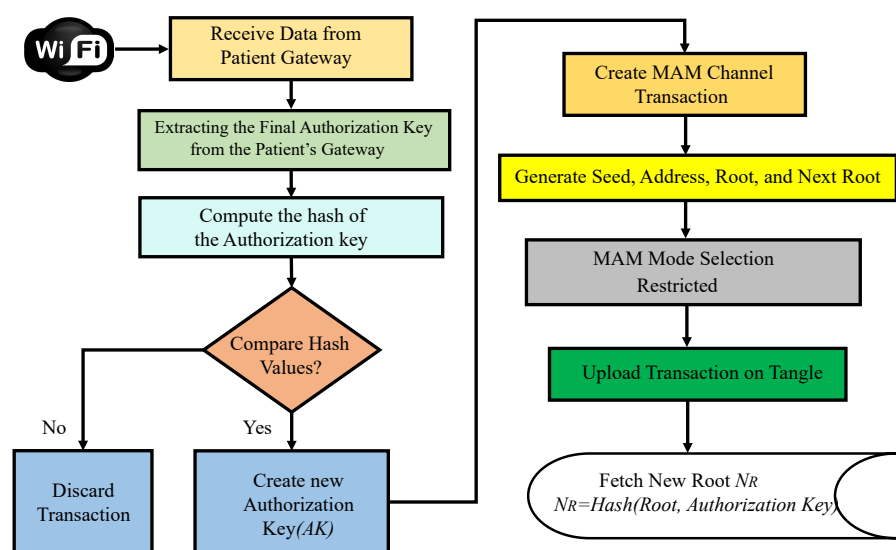 Wi Fi
Receive Data from
Patient Gateway
Extracting the Final Authorization Key
from the Patient's Gateway
Compute the hash of
the Authorization key
Compare Hash
Values?
No
Yes
Discard
Transaction
Create new
Authorization
Key(AK)
Create MAM Channel
Transaction
Generate Seed, Address, Root, and Next Root
MAM Mode Selection
Restricted
Upload Transaction on Tangle
Fetch New Root NR
NR=Hash(Root, Authorization Key)